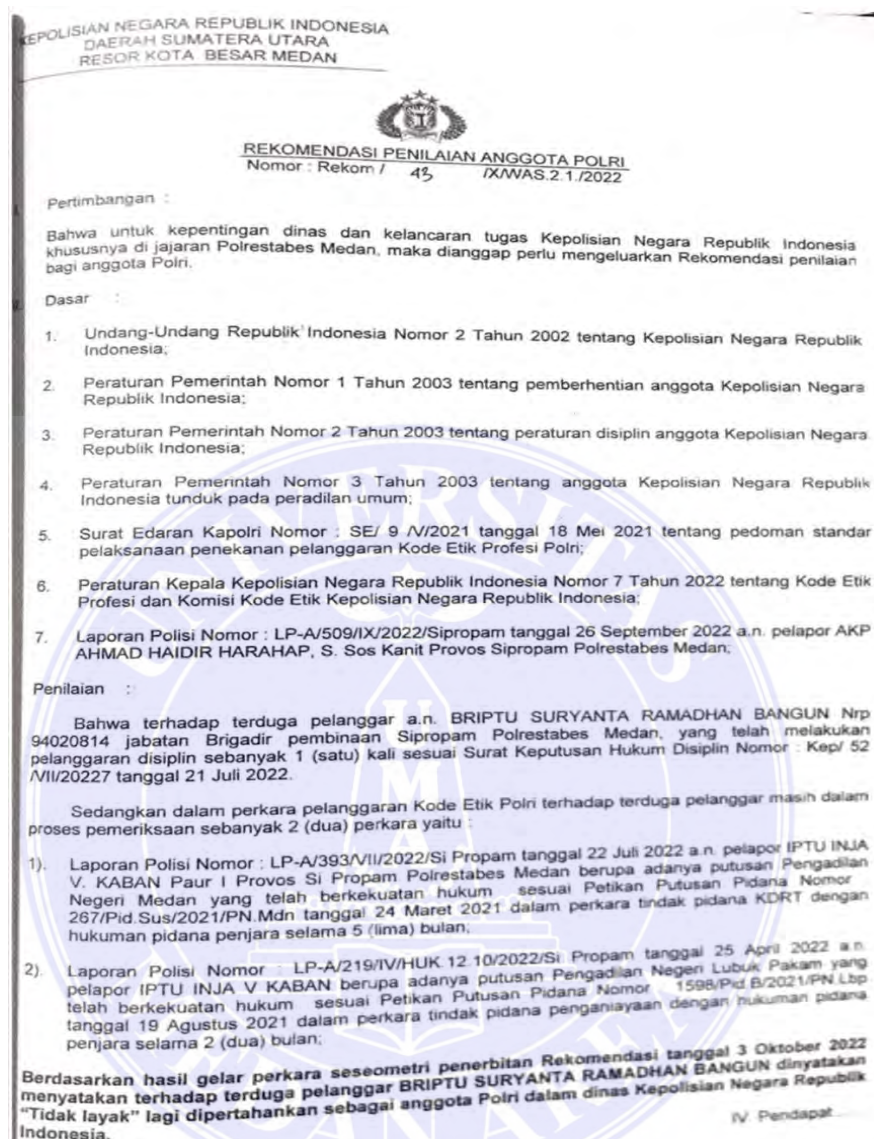 KEPOLISIAN NEGARA REPUBLIK INDONESIA
DAERAH SUMATERA UTARA
RESOR KOTA BESAR MEDAN
REKOMENDASI PENILAIAN ANGGOTA POLRI
Nomor : Rekom / 43 /IX/WAS.2.1./2022
Pertimbangan :
Bahwa untuk kepentingan dinas dan kelancaran tugas Kepolisian Negara Republik Indonesia
khususnya di jajaran Polrestabes Medan, maka dianggap perlu mengeluarkan Rekomendasi penilaian
bagi anggota Polri.
Dasar :
1. Undang-Undang Republik Indonesia Nomor 2 Tahun 2002 tentang Kepolisian Negara Republik
Indonesia;
2. Peraturan Pemerintah Nomor 1 Tahun 2003 tentang pemberhentian anggota Kepolisian Negara
Republik Indonesia;
3. Peraturan Pemerintah Nomor 2 Tahun 2003 tentang peraturan disiplin anggota Kepolisian Negara
Republik Indonesia;
4. Peraturan Pemerintah Nomor 3 Tahun 2003 tentang anggota Kepolisian Negara Republik
Indonesia tunduk pada peradilan umum;
5. Surat Edaran Kapolri Nomor : SE/ 9 /V/2021 tanggal 18 Mei 2021 tentang pedoman standar
pelaksanaan penekanan pelanggaran Kode Etik Profesi Polri;
6. Peraturan Kepala Kepolisian Negara Republik Indonesia Nomor 7 Tahun 2022 tentang Kode Etik
Profesi dan Komisi Kode Etik Kepolisian Negara Republik Indonesia;
7. Laporan Polisi Nomor : LP-A/509/IX/2022/Sipropam tanggal 26 September 2022 a.n. pelapor AKP
AHMAD HAIDIR HARAHAP, S. Sos Kanit Provos Sipropam Polrestabes Medan;
Penilaian :
Bahwa terhadap terduga pelanggar a.n. BRIPTU SURYANTA RAMADHAN BANGUN Nrp
94020814 jabatan Brigadir pembinaan Sipropam Polrestabes Medan, yang telah melakukan
pelanggaran disiplin sebanyak 1 (satu) kali sesuai Surat Keputusan Hukum Disiplin Nomor : Kep/ 52
/VII/20227 tanggal 21 Juli 2022.
Sedangkan dalam perkara pelanggaran Kode Etik Polri terhadap terduga pelanggar masih dalam
proses pemeriksaan sebanyak 2 (dua) perkara yaitu :
1). Laporan Polisi Nomor : LP-A/393/VII/2022/Si Propam tanggal 22 Juli 2022 a.n. pelapor IPTU INJA
V. KABAN Paur I Provos Si Propam Polrestabes Medan berupa adanya putusan Pengadilan
Negeri Medan yang telah berkekuatan hukum sesuai Petikan Putusan Pidana Nomor
267/Pid.Sus/2021/PN.Mdn tanggal 24 Maret 2021 dalam perkara tindak pidana KDRT dengan
hukuman pidana penjara selama 5 (lima) bulan;
2). Laporan Polisi Nomor : LP-A/219/IV/HUK.12.10/2022/Si Propam tanggal 25 April 2022 a.n.
pelapor IPTU INJA V KABAN berupa adanya putusan Pengadilan Negeri Lubuk Pakam yang
telah berkekuatan hukum sesuai Petikan Putusan Pidana Nomor 1598/Pid.B/2021/PN.Lbp
tanggal 19 Agustus 2021 dalam perkara tindak pidana penganiayaan dengan hukuman pidana
penjara selama 2 (dua) bulan;
Berdasarkan hasil gelar perkara seseometri penerbitan Rekomendasi tanggal 3 Oktober 2022
menyatakan terhadap terduga pelanggar BRIPTU SURYANTA RAMADHAN BANGUN dinyatakan
"Tidak layak" lagi dipertahankan sebagai anggota Polri dalam dinas Kepolisian Negara Republik
Indonesia.
IV. Pendapat.....
UNIVERSITAS
UMA